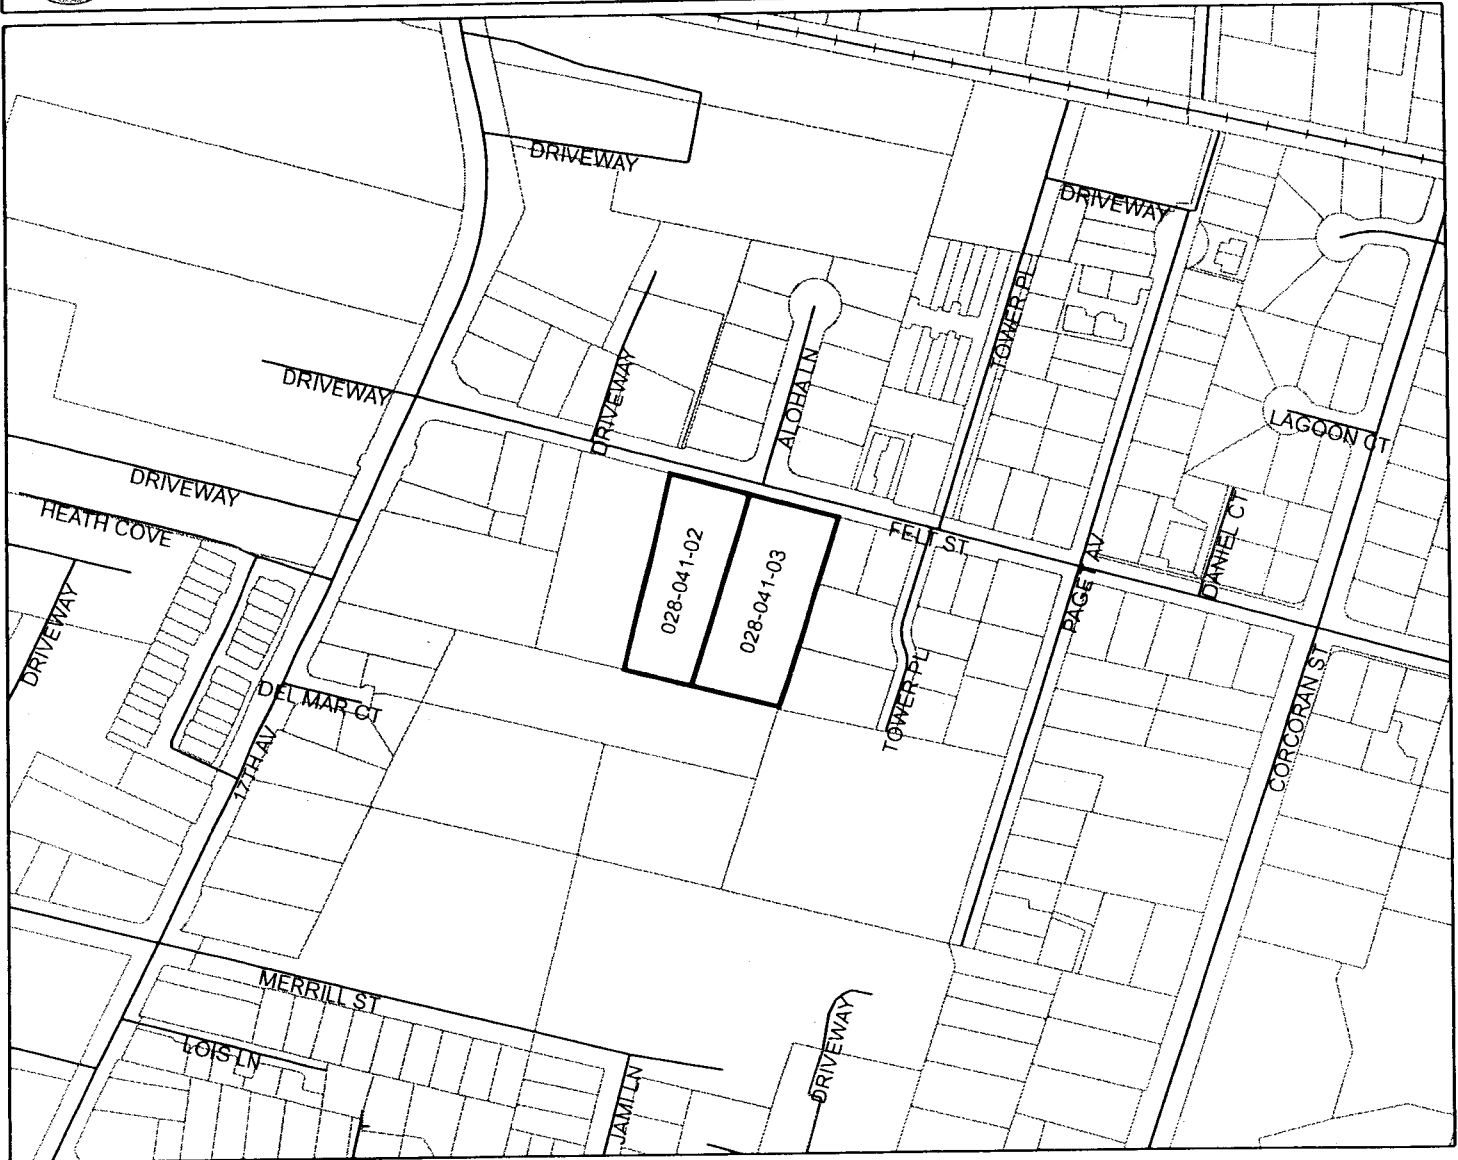 DRIVEWAY
DRIVEWAY
TOWER PL
DRIVEWAY
DRIVEWAY
ALOHA LN
LAGOON CT
DRIVEWAY
HEATH COVE
FELT ST
DANIEL CT
028-041-02
028-041-03
PAGET AV
DRIVEWAY
DEL MAR CT
TOWER PL
CORCORAN ST
17TH AV
MERRILL ST
LOIS LN
DRIVEWAY
JAMI LN